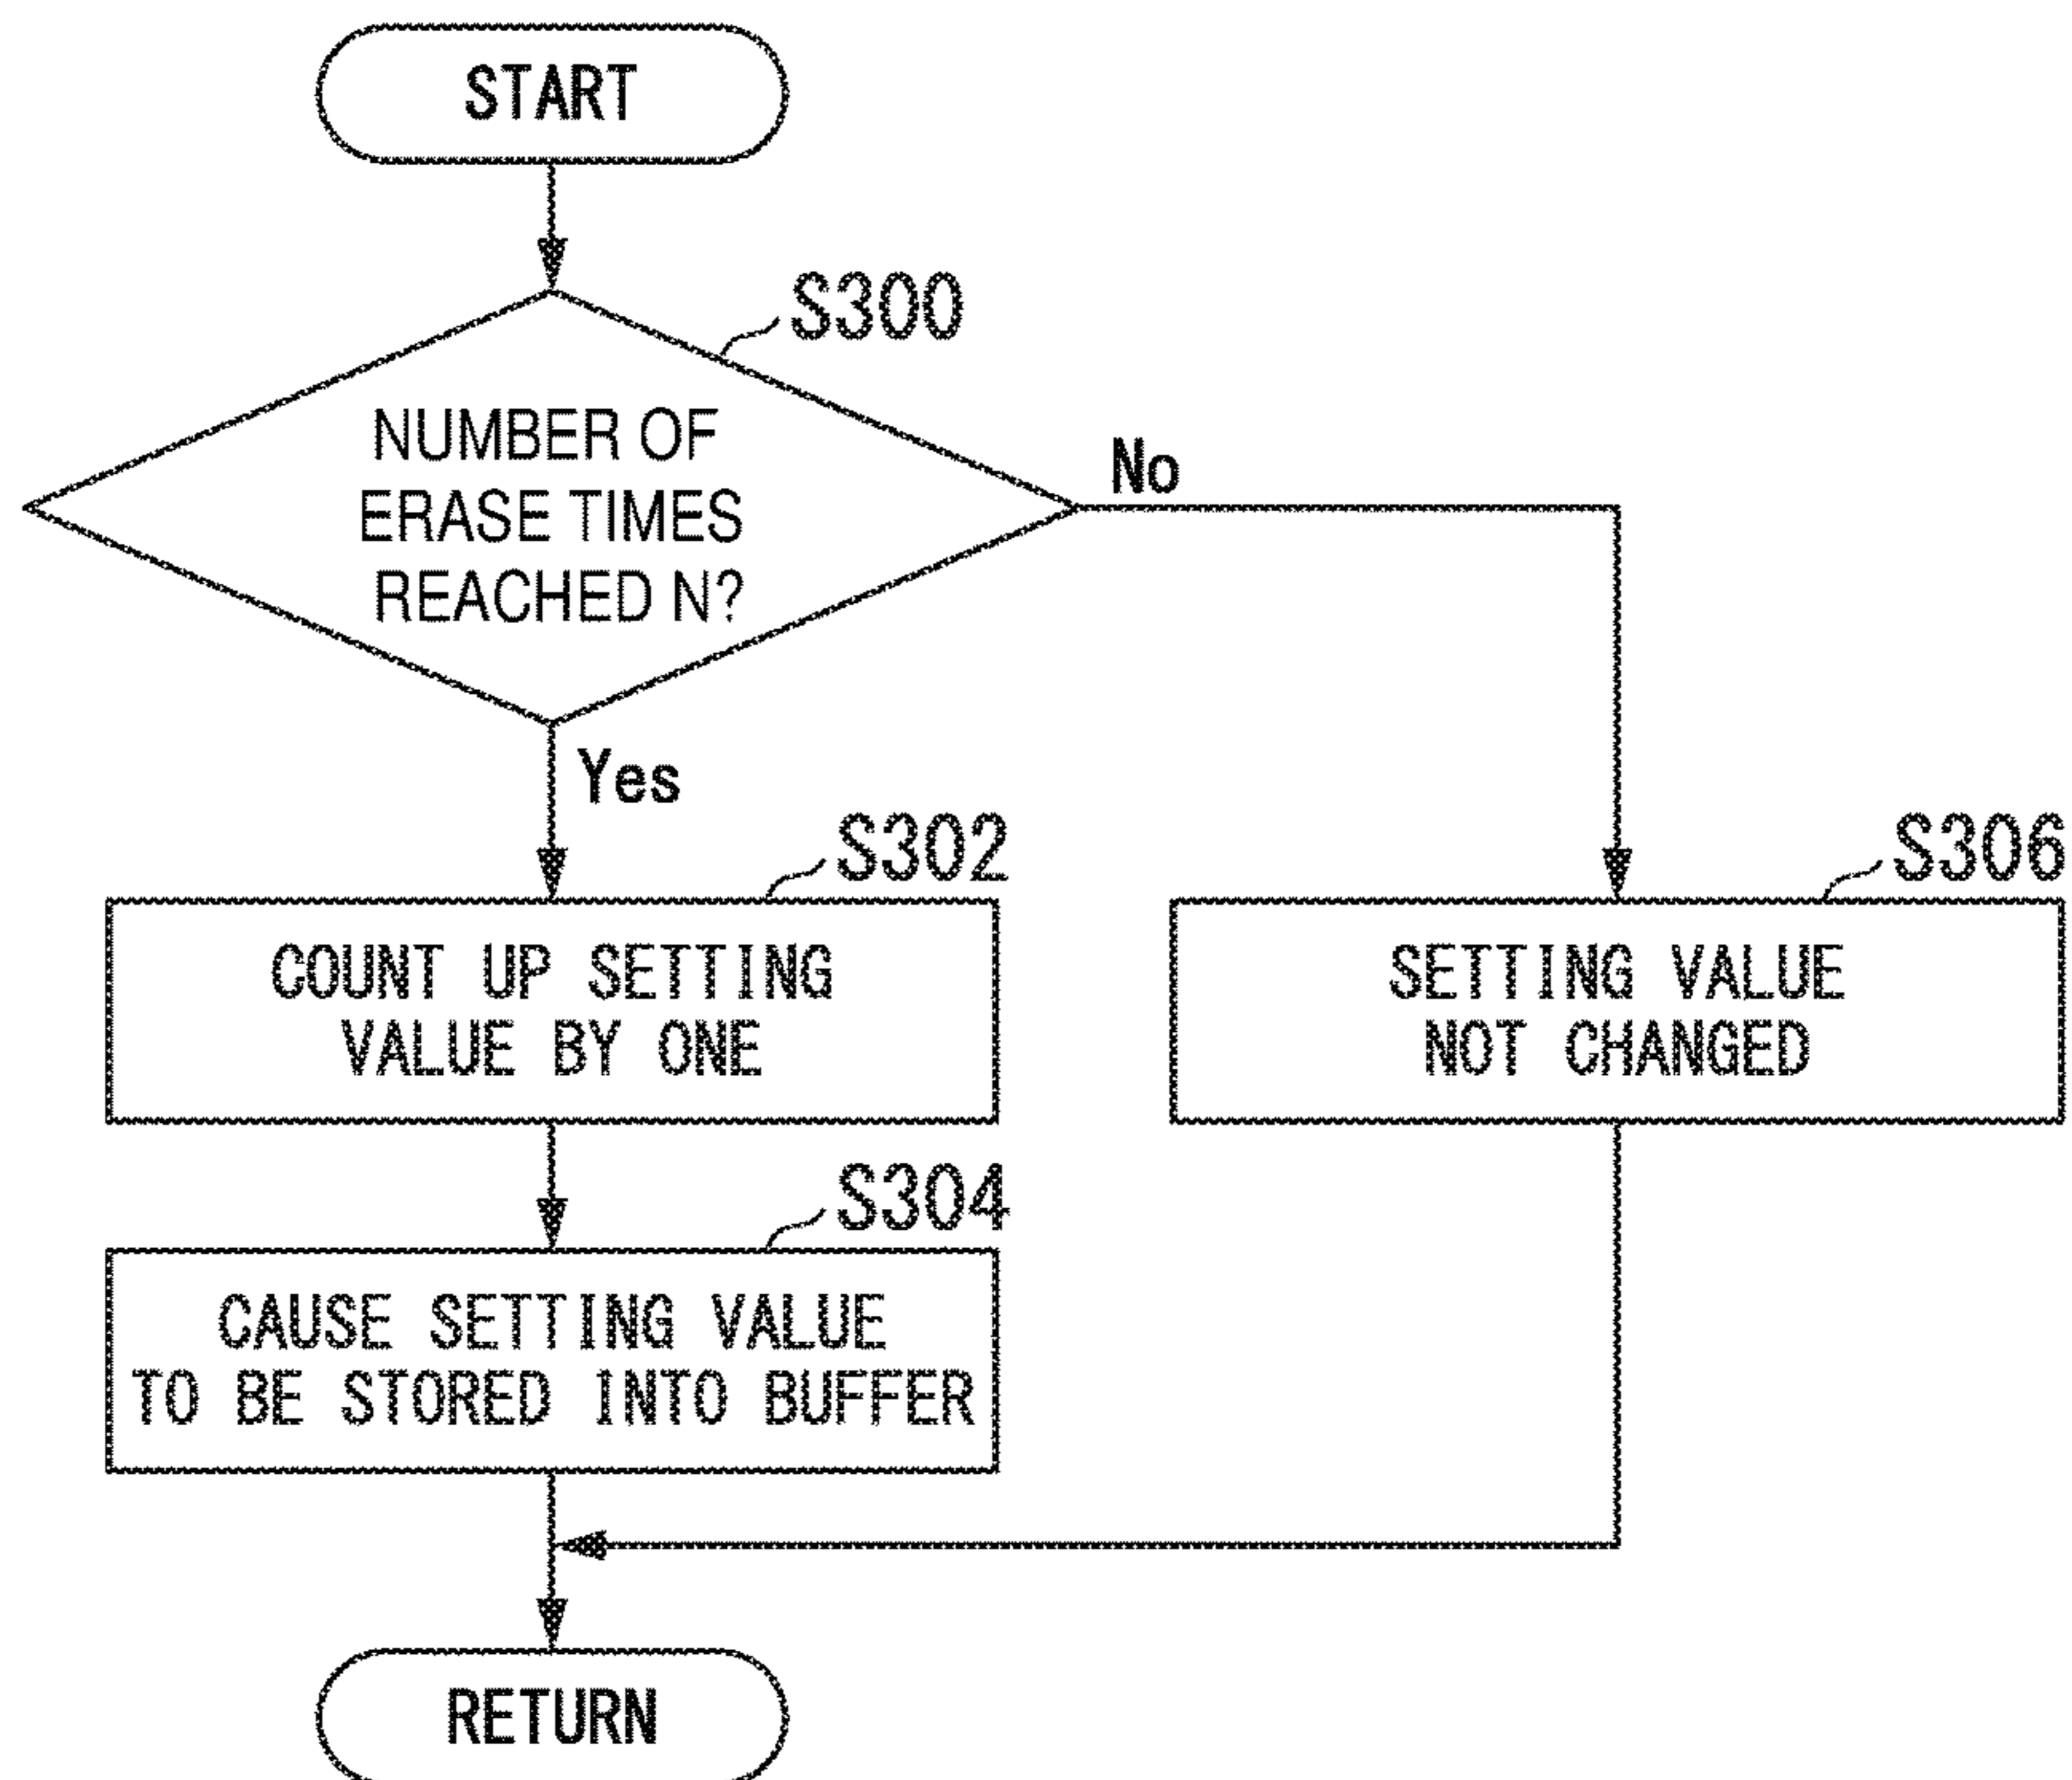 START
S300
NUMBER OF
ERASE TIMES
REACHED N?
No
Yes
S302
COUNT UP SETTING
VALUE BY ONE
S306
SETTING VALUE
NOT CHANGED
S304
CAUSE SETTING VALUE
TO BE STORED INTO BUFFER
RETURN